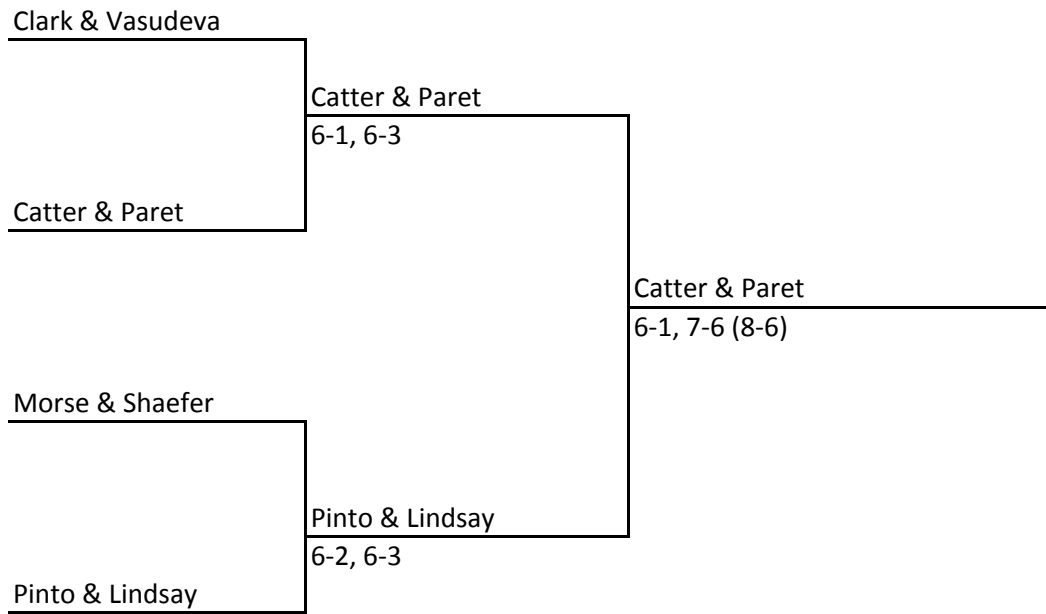 Clark & Vasudeva
Catter & Paret
6-1, 6-3
Catter & Paret
Catter & Paret
6-1, 7-6 (8-6)
Morse & Shaefer
Pinto & Lindsay
6-2, 6-3
Pinto & Lindsay